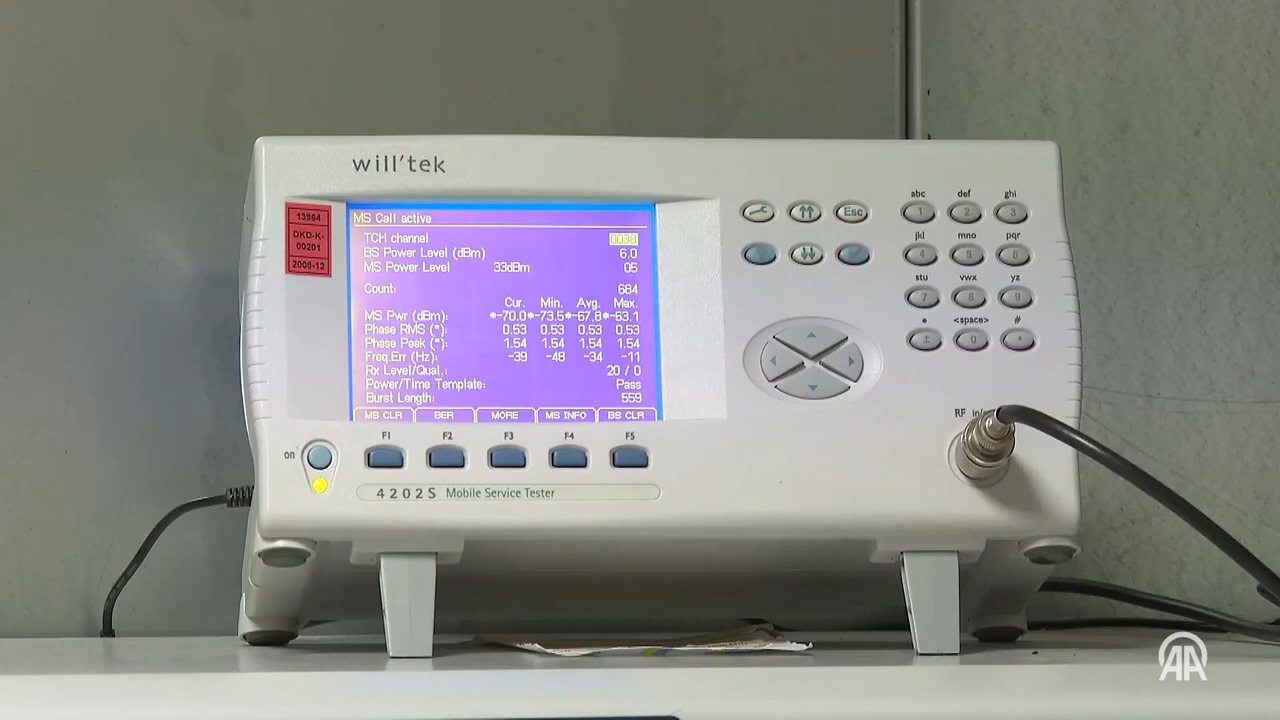 will'tek
13964
DKD-K-
00201
2008-12
MS Call active
TCH channel 0038
BS Power Level (dBm) 6.0
MS Power Level 33dBm 05
Count: 684
Cur. Min. Avg. Max.
MS Pwr (dBm): *-70.0*-73.5*-67.8*-63.1
Phase RMS (°): 0.53 0.53 0.53 0.53
Phase Peak (°): 1.54 1.54 1.54 1.54
Freq.Err (Hz): -39 -48 -34 -11
Rx Level/Qual.: 20 / 0
Power/Time Template: Pass
Burst Length: 559
MS CLR BER MORE MS INFO BS CLR
F1 F2 F3 F4 F5
on
4202S Mobile Service Tester
Esc
abc def ghi
1 2 3
jkl mno pqr
4 5 6
stu vwx yz
7 8 9
* <space> #
± 0 •
RF in/
AA